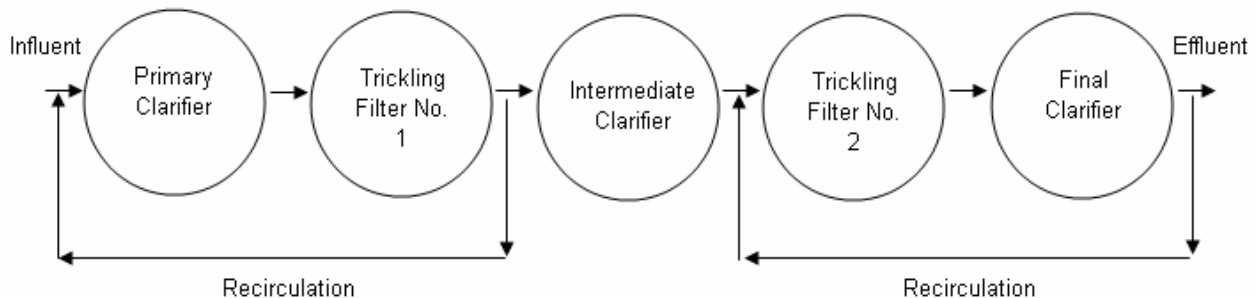 Influent
Primary
Clarifier
Trickling
Filter No.
1
Intermediate
Clarifier
Trickling
Filter No.
2
Final
Clarifier
Effluent
Recirculation
Recirculation